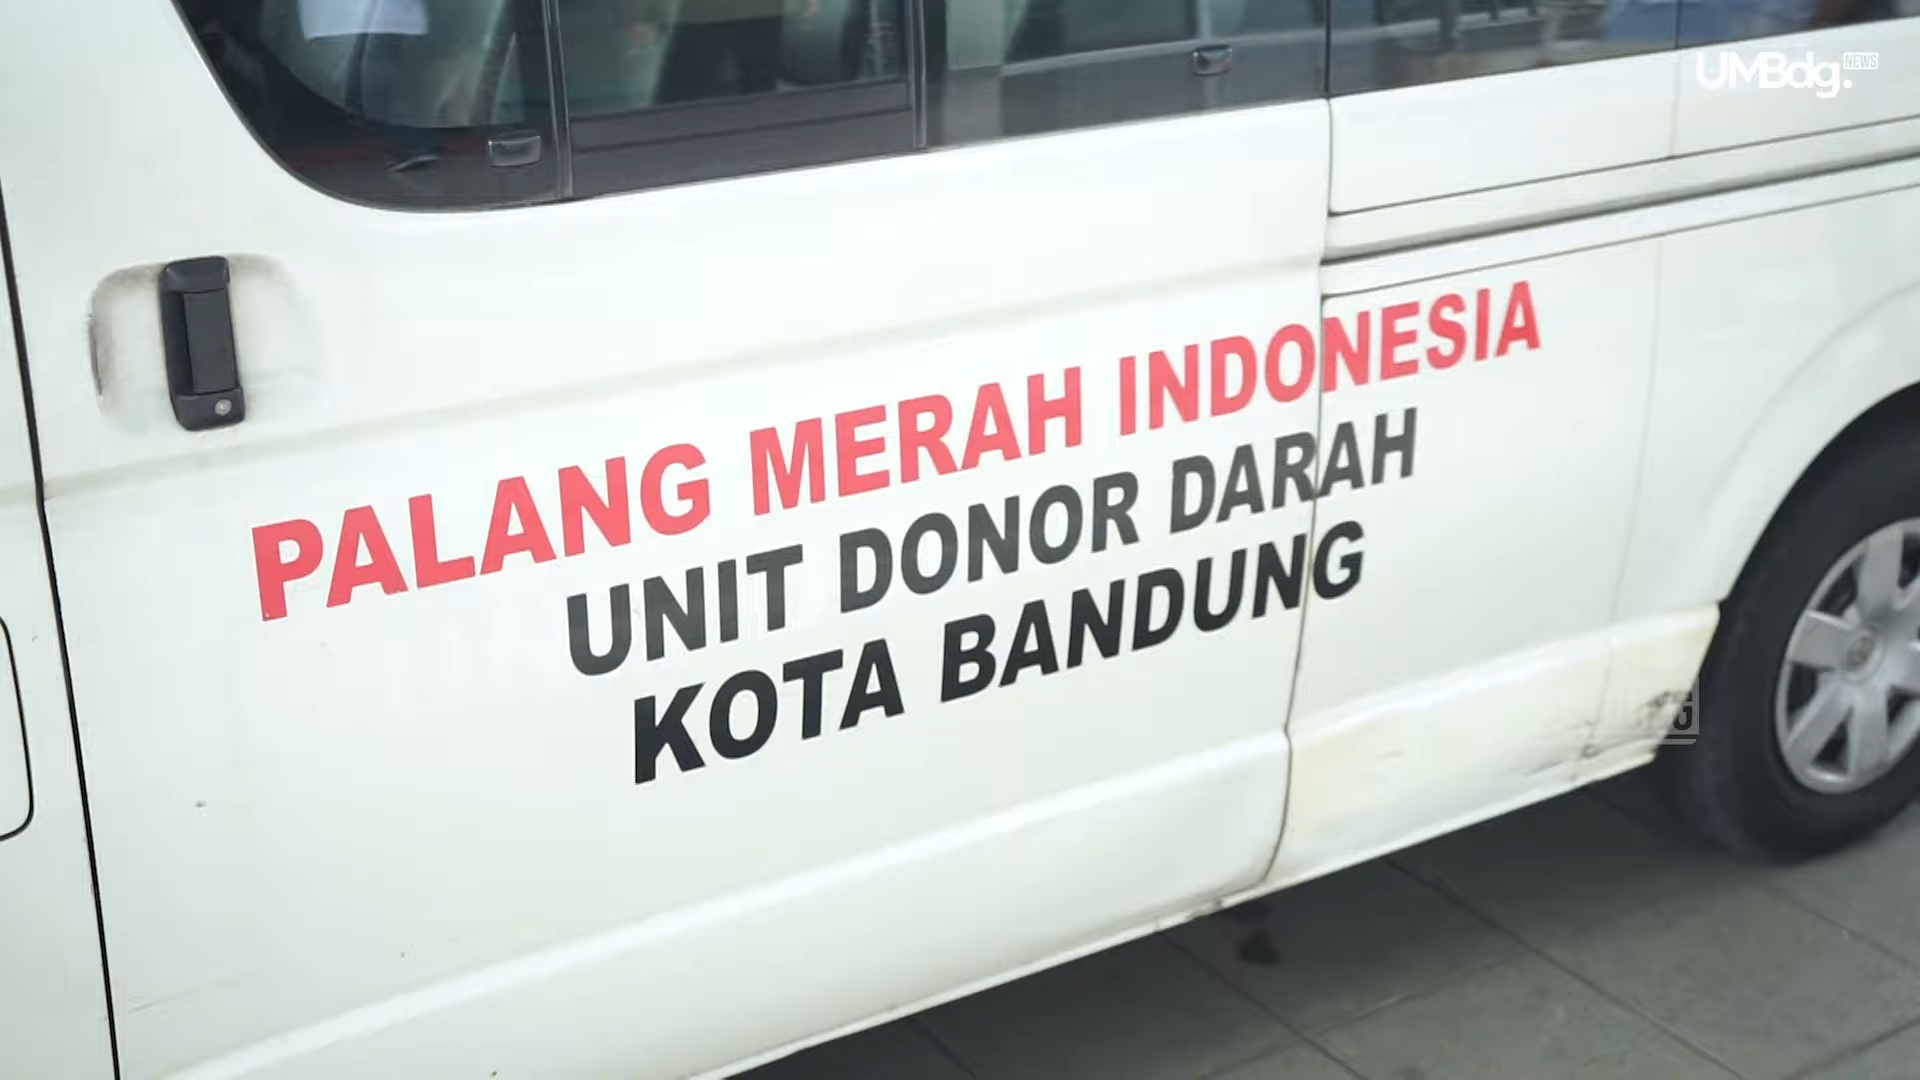 UMBdg. NEWS
PALANG MERAH INDONESIA
UNIT DONOR DARAH
KOTA BANDUNG